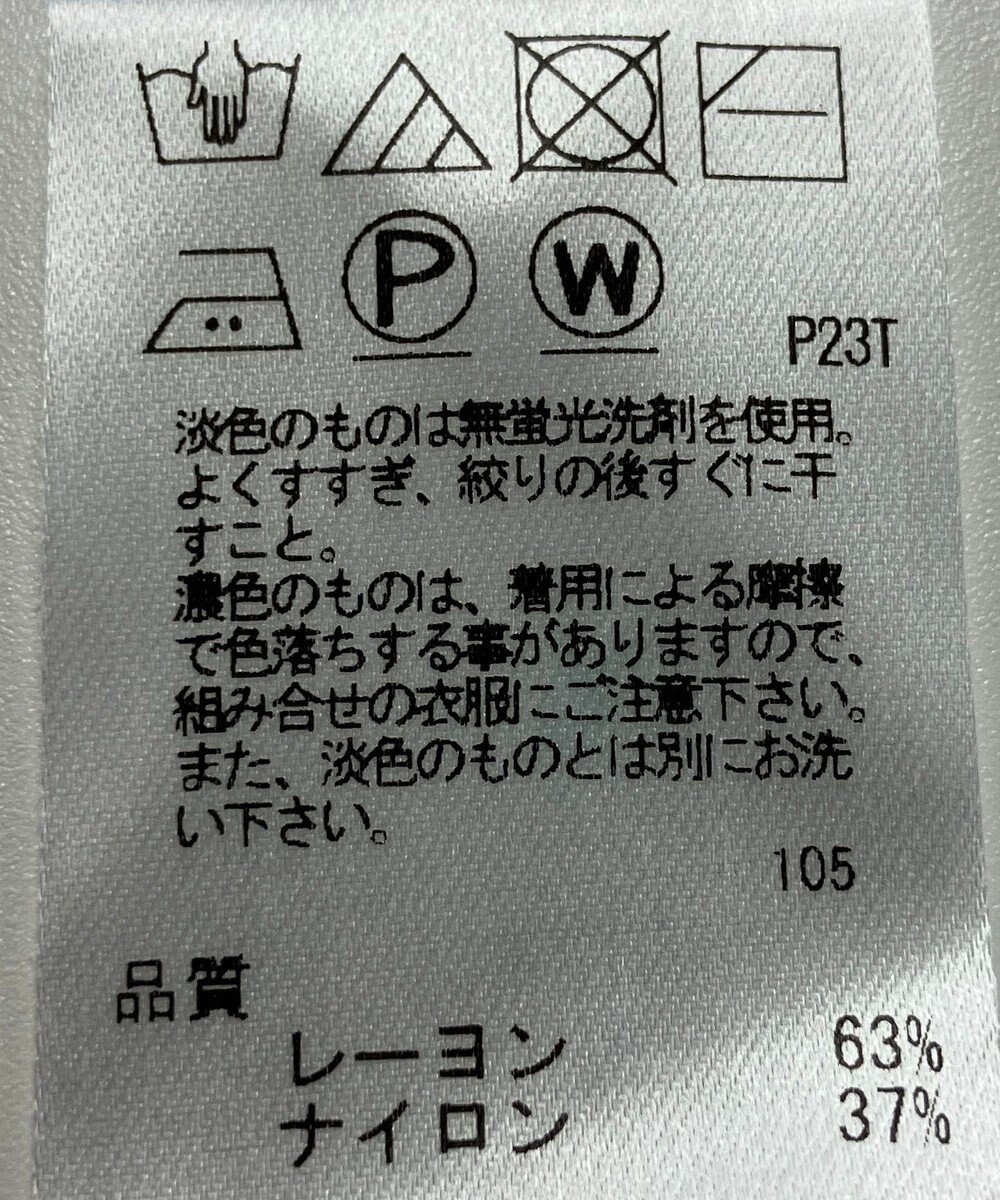 P W
P23T
淡色のものは無蛍光洗剤を使用。
よくすすぎ、絞りの後すぐに干
すこと。
濃色のものは、着用による摩擦
で色落ちする事がありますので、
組み合せの衣服にご注意下さい。
また、淡色のものとは別にお洗
い下さい。
105
品質
レーヨン 63%
ナイロン 37%